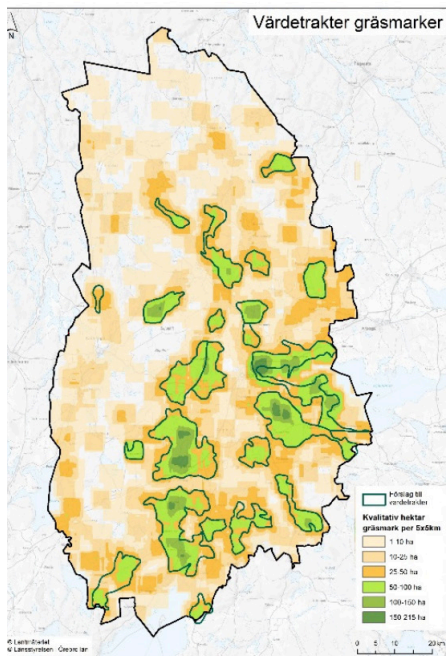 Värdetrakter gräsmarker
N
Förslag till
värdetrakter
Kvalitativ hektar
gräsmark per 5x5km
1-10 ha
10-25 ha
25-50 ha
50-100 ha
100-150 ha
150-215 ha
© Lantmäteriet
© Länsstyrelsen i Örebro län
0 5 10 20 km